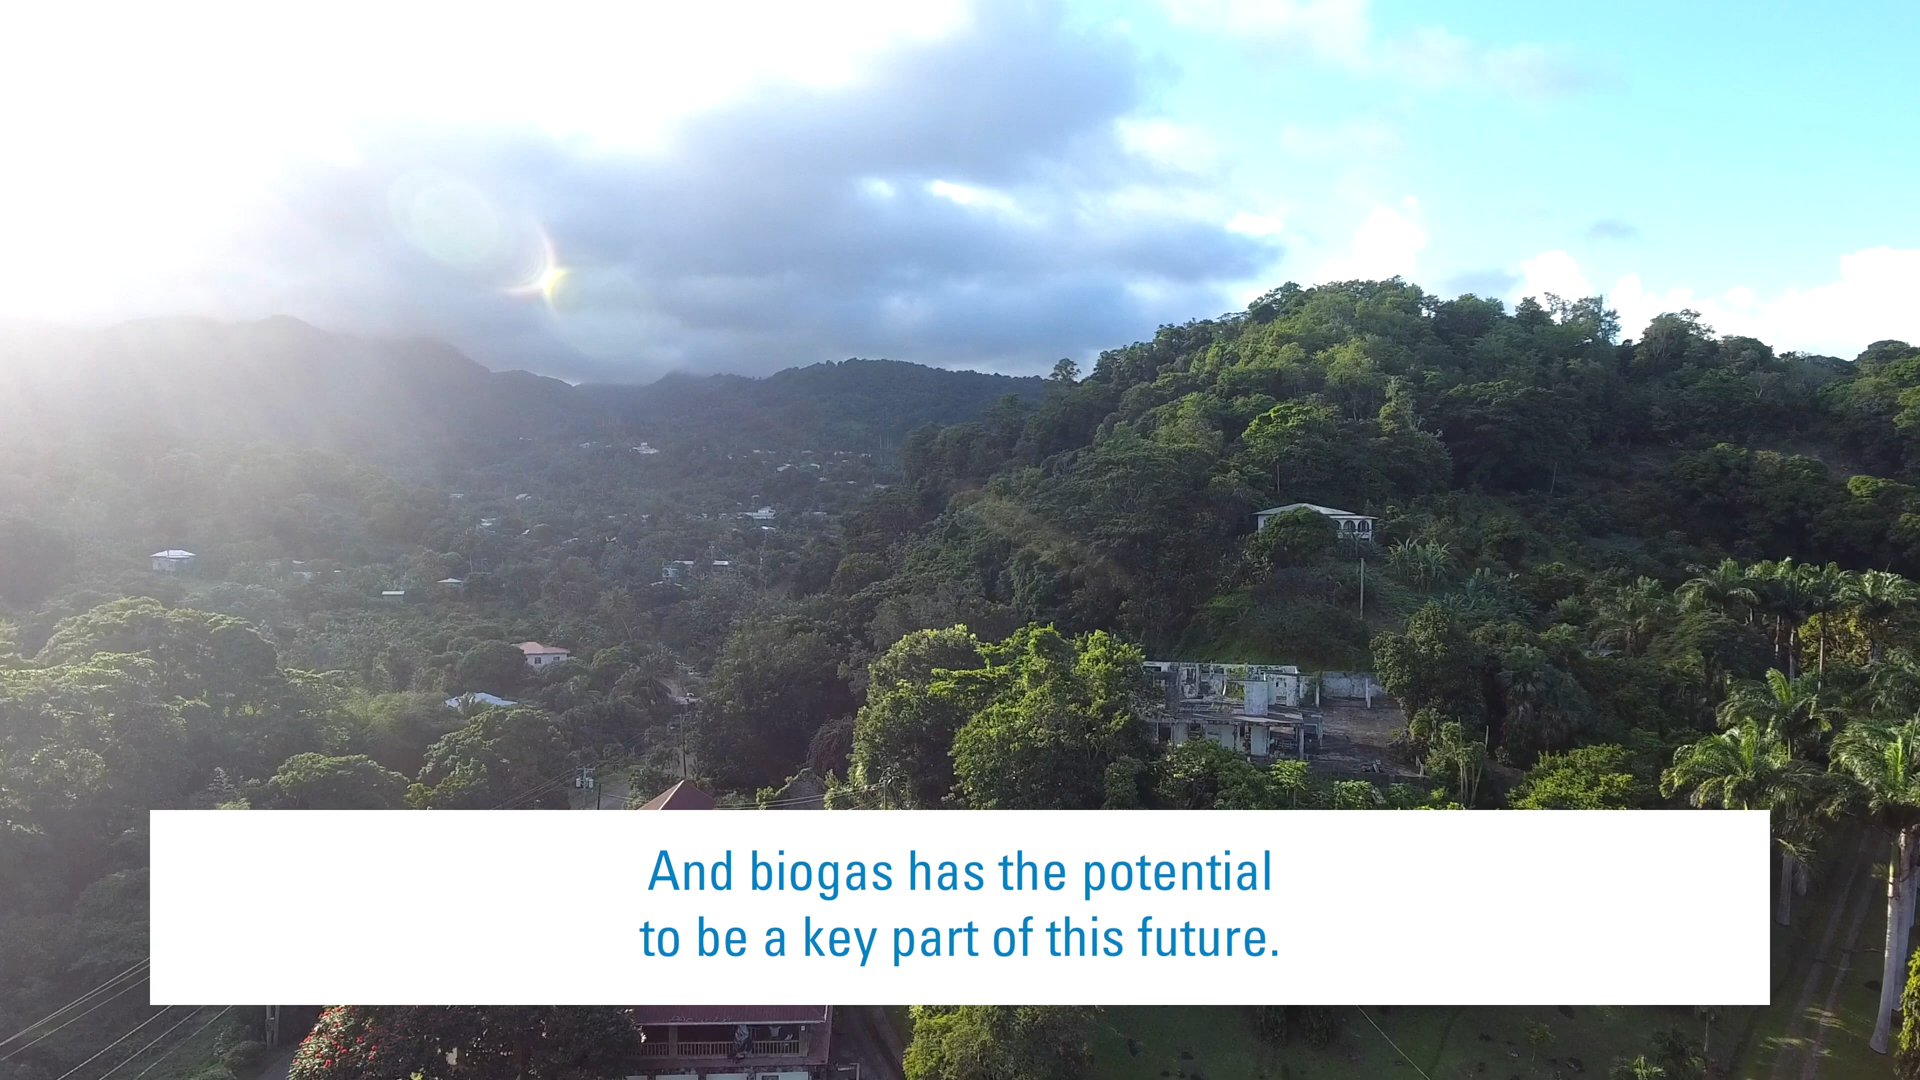 And biogas has the potential
to be a key part of this future.